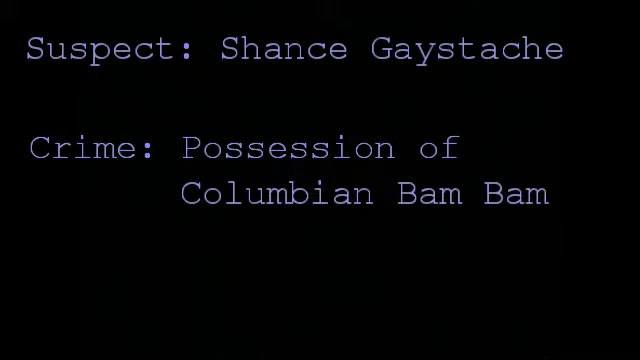 Suspect: Shance Gaystache
Crime: Possession of
Columbian Bam Bam